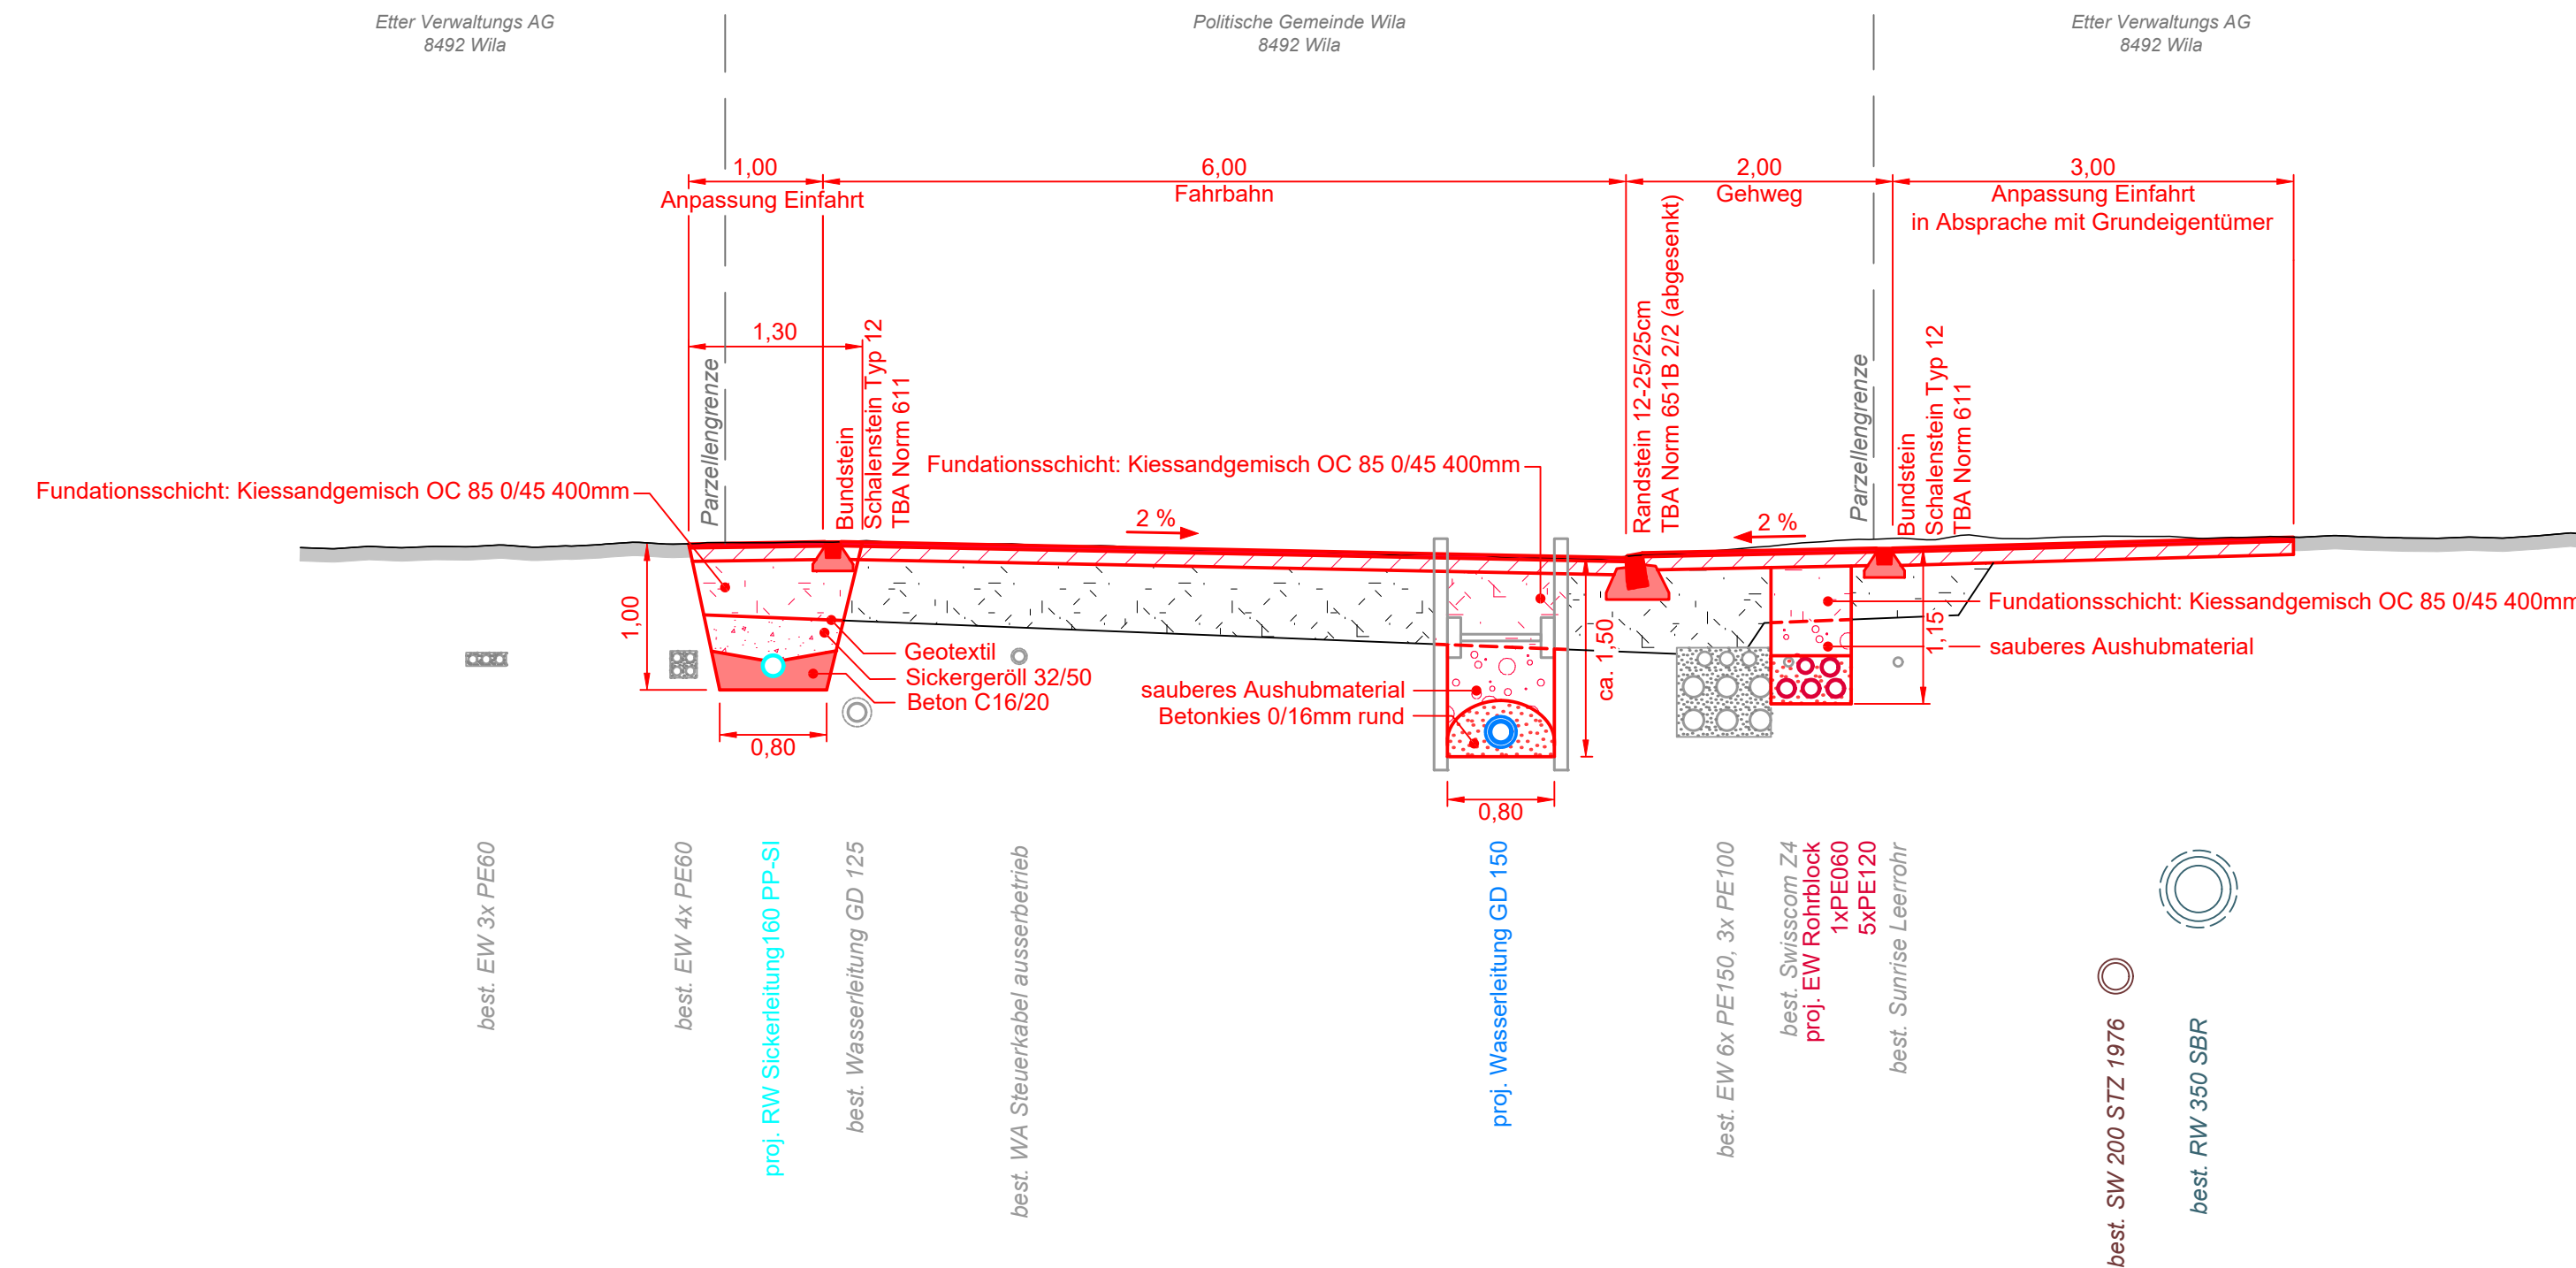 Etter Verwaltungs AG
8492 Wila
Politische Gemeinde Wila
8492 Wila
Etter Verwaltungs AG
8492 Wila
1,00
Anpassung Einfahrt
6,00
Fahrbahn
2,00
Gehweg
3,00
Anpassung Einfahrt
in Absprache mit Grundeigentümer
1,30
Parzellengrenze
Bundstein
Schalenstein Typ 12
TBA Norm 611
Randstein 12-25/25cm
TBA Norm 651B 2/2 (abgesenkt)
Parzellengrenze
Bundstein
Schalenstein Typ 12
TBA Norm 611
Fundationsschicht: Kiessandgemisch OC 85 0/45 400mm
Fundationsschicht: Kiessandgemisch OC 85 0/45 400mm
2 %
2 %
1,00
Geotextil
Sickergeröll 32/50
Beton C16/20
0,80
sauberes Aushubmaterial
Betonkies 0/16mm rund
ca. 1,50
0,80
Fundationsschicht: Kiessandgemisch OC 85 0/45 400mm
1,15
sauberes Aushubmaterial
best. EW 3x PE60
best. EW 4x PE60
proj. RW Sickerleitung160 PP-SI
best. Wasserleitung GD 125
best. WA Steuerkabel ausserbetrieb
proj. Wasserleitung GD 150
best. EW 6x PE150, 3x PE100
best. Swisscom Z4
proj. EW Rohrblock
1xPE060
5xPE120
best. Sunrise Leerrohr
best. SW 200 STZ 1976
best. RW 350 SBR